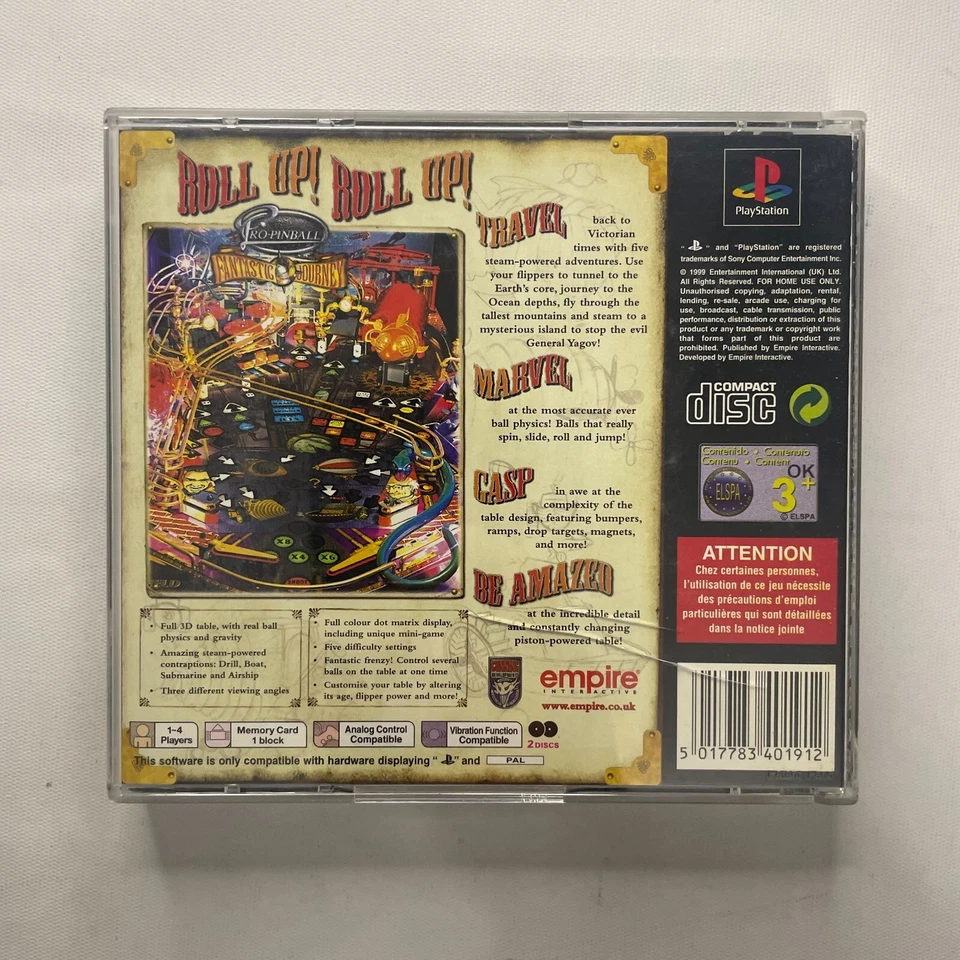 ROLL UP! ROLL UP!
PRO-PINBALL
FANTASTIC JOURNEY
X8
X4 X6
TRAVEL back to
Victorian
times with five
steam-powered adventures. Use
your flippers to tunnel to the
Earth's core, journey to the
Ocean depths, fly through the
tallest mountains and steam to a
mysterious island to stop the evil
General Yagov!
MARVEL
at the most accurate ever
ball physics! Balls that really
spin, slide, roll and jump!
GASP in awe at the
complexity of the
table design, featuring bumpers,
ramps, drop targets, magnets,
and more!
BE AMAZED
at the incredible detail
and constantly changing
piston-powered table!
• Full 3D table, with real ball
physics and gravity
• Amazing steam-powered
contraptions: Drill, Boat,
Submarine and Airship
• Three different viewing angles
• Full colour dot matrix display,
including unique mini-game
• Five difficulty settings
• Fantastic frenzy! Control several
balls on the table at one time
• Customise your table by altering
its age, flipper power and more!
empire
INTERACTIVE
www.empire.co.uk
1~4
Players
Memory Card
1 block
Analog Control
Compatible
Vibration Function
Compatible
2 DISCS
This software is only compatible with hardware displaying " " and PAL
PlayStation
" " and "PlayStation" are registered
trademarks of Sony Computer Entertainment Inc.
© 1999 Entertainment International (UK) Ltd.
All Rights Reserved. FOR HOME USE ONLY.
Unauthorised copying, adaptation, rental,
lending, re-sale, arcade use, charging for
use, broadcast, cable transmission, public
performance, distribution or extraction of this
product or any trademark or copyright work
that forms part of this product are
prohibited. Published by Empire Interactive.
Developed by Empire Interactive.
COMPACT
disc
Contenido · Contenuto
Contenu · Content
OK
ELSPA
3+
© ELSPA
ATTENTION
Chez certaines personnes,
l'utilisation de ce jeu nécessite
des précautions d'emploi
particulières qui sont détaillées
dans la notice jointe
5 017783 401912